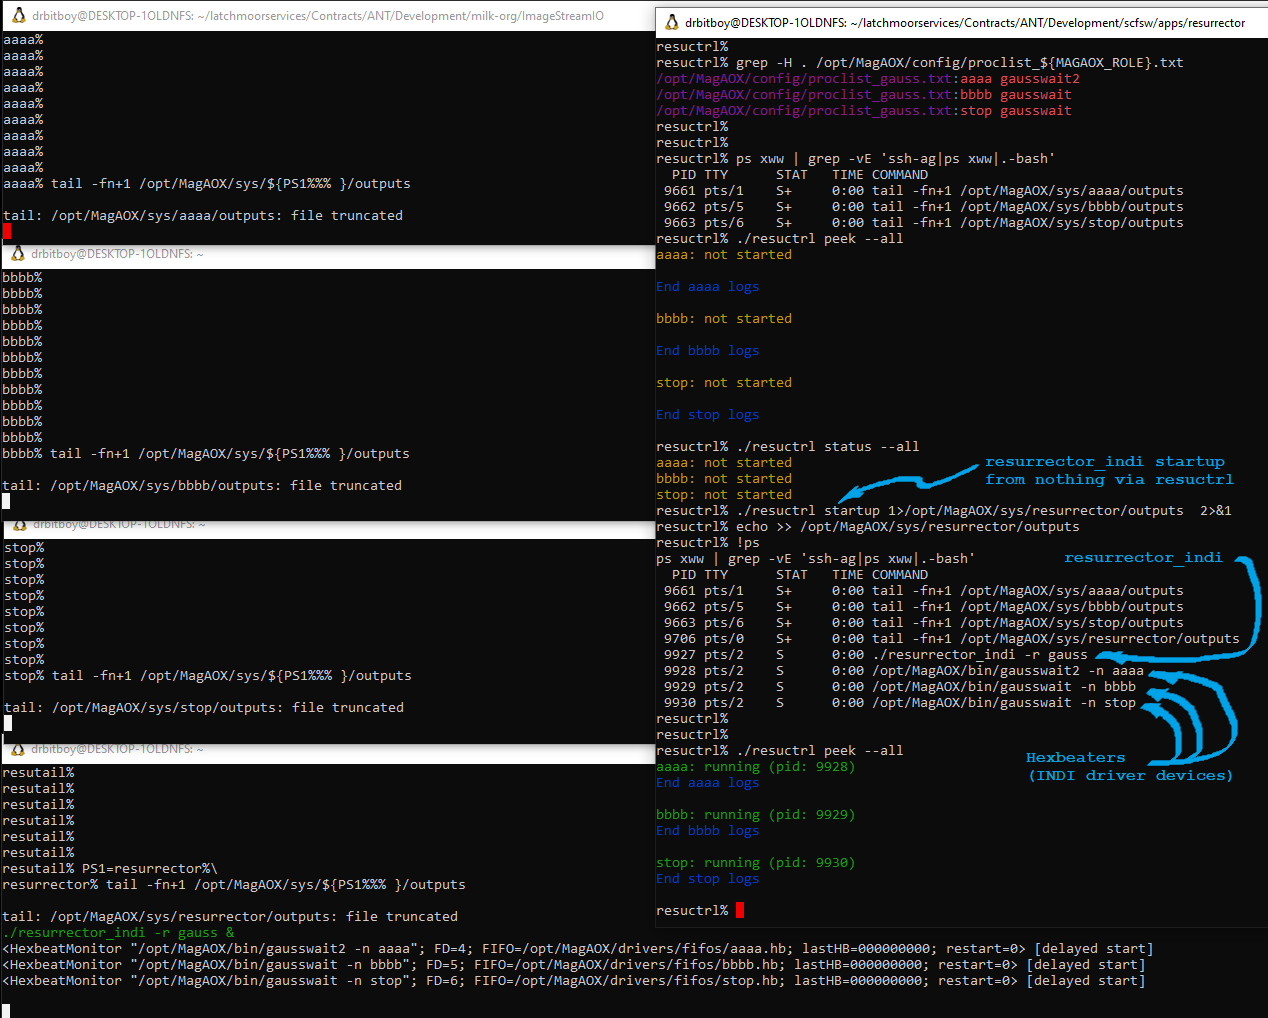 drbitboy@DESKTOP-1OLDNFS: ~/latchmoorservices/Contracts/ANT/Development/milk-org/ImageStreamIO
aaaa%
aaaa%
aaaa%
aaaa%
aaaa%
aaaa%
aaaa%
aaaa%
aaaa%
aaaa% tail -fn+1 /opt/MagAOX/sys/${PS1%%% }/outputs
tail: /opt/MagAOX/sys/aaaa/outputs: file truncated
drbitboy@DESKTOP-1OLDNFS: ~
bbbb%
bbbb%
bbbb%
bbbb%
bbbb%
bbbb%
bbbb%
bbbb%
bbbb%
bbbb%
bbbb%
bbbb% tail -fn+1 /opt/MagAOX/sys/${PS1%%% }/outputs
tail: /opt/MagAOX/sys/bbbb/outputs: file truncated
drbitboy@DESKTOP-1OLDNFS: ~
stop%
stop%
stop%
stop%
stop%
stop%
stop%
stop%
stop% tail -fn+1 /opt/MagAOX/sys/${PS1%%% }/outputs
tail: /opt/MagAOX/sys/stop/outputs: file truncated
drbitboy@DESKTOP-1OLDNFS: ~
resutail%
resutail%
resutail%
resutail%
resutail%
resutail%
resutail% PS1=resurrector%\
resurrector% tail -fn+1 /opt/MagAOX/sys/${PS1%%% }/outputs
tail: /opt/MagAOX/sys/resurrector/outputs: file truncated
./resurrector_indi -r gauss &
<HexbeatMonitor "/opt/MagAOX/bin/gausswait2 -n aaaa"; FD=4; FIFO=/opt/MagAOX/drivers/fifos/aaaa.hb; lastHB=000000000; restart=0> [delayed start]
<HexbeatMonitor "/opt/MagAOX/bin/gausswait -n bbbb"; FD=5; FIFO=/opt/MagAOX/drivers/fifos/bbbb.hb; lastHB=000000000; restart=0> [delayed start]
<HexbeatMonitor "/opt/MagAOX/bin/gausswait -n stop"; FD=6; FIFO=/opt/MagAOX/drivers/fifos/stop.hb; lastHB=000000000; restart=0> [delayed start]
drbitboy@DESKTOP-1OLDNFS: ~/latchmoorservices/Contracts/ANT/Development/scfsw/apps/resurrector
resuctrl%
resuctrl% grep -H . /opt/MagAOX/config/proclist_${MAGAOX_ROLE}.txt
/opt/MagAOX/config/proclist_gauss.txt:aaaa gausswait2
/opt/MagAOX/config/proclist_gauss.txt:bbbb gausswait
/opt/MagAOX/config/proclist_gauss.txt:stop gausswait
resuctrl%
resuctrl%
resuctrl% ps xww | grep -vE 'ssh-ag|ps xww|.-bash'
PID TTY STAT TIME COMMAND
9661 pts/1 S+ 0:00 tail -fn+1 /opt/MagAOX/sys/aaaa/outputs
9662 pts/5 S+ 0:00 tail -fn+1 /opt/MagAOX/sys/bbbb/outputs
9663 pts/6 S+ 0:00 tail -fn+1 /opt/MagAOX/sys/stop/outputs
resuctrl% ./resuctrl peek --all
aaaa: not started
End aaaa logs
bbbb: not started
End bbbb logs
stop: not started
End stop logs
resuctrl% ./resuctrl status --all
aaaa: not started
bbbb: not started
stop: not started
resurrector_indi startup
from nothing via resuctrl
resuctrl% ./resuctrl startup 1>/opt/MagAOX/sys/resurrector/outputs 2>&1
resuctrl% echo >> /opt/MagAOX/sys/resurrector/outputs
resuctrl% !ps
ps xww | grep -vE 'ssh-ag|ps xww|.-bash'
resurrector_indi
PID TTY STAT TIME COMMAND
9661 pts/1 S+ 0:00 tail -fn+1 /opt/MagAOX/sys/aaaa/outputs
9662 pts/5 S+ 0:00 tail -fn+1 /opt/MagAOX/sys/bbbb/outputs
9663 pts/6 S+ 0:00 tail -fn+1 /opt/MagAOX/sys/stop/outputs
9706 pts/0 S+ 0:00 tail -fn+1 /opt/MagAOX/sys/resurrector/outputs
9927 pts/2 S 0:00 ./resurrector_indi -r gauss
9928 pts/2 S 0:00 /opt/MagAOX/bin/gausswait2 -n aaaa
9929 pts/2 S 0:00 /opt/MagAOX/bin/gausswait -n bbbb
9930 pts/2 S 0:00 /opt/MagAOX/bin/gausswait -n stop
resuctrl%
resuctrl%
resuctrl% ./resuctrl peek --all
Hexbeaters
(INDI driver devices)
aaaa: running (pid: 9928)
End aaaa logs
bbbb: running (pid: 9929)
End bbbb logs
stop: running (pid: 9930)
End stop logs
resuctrl%